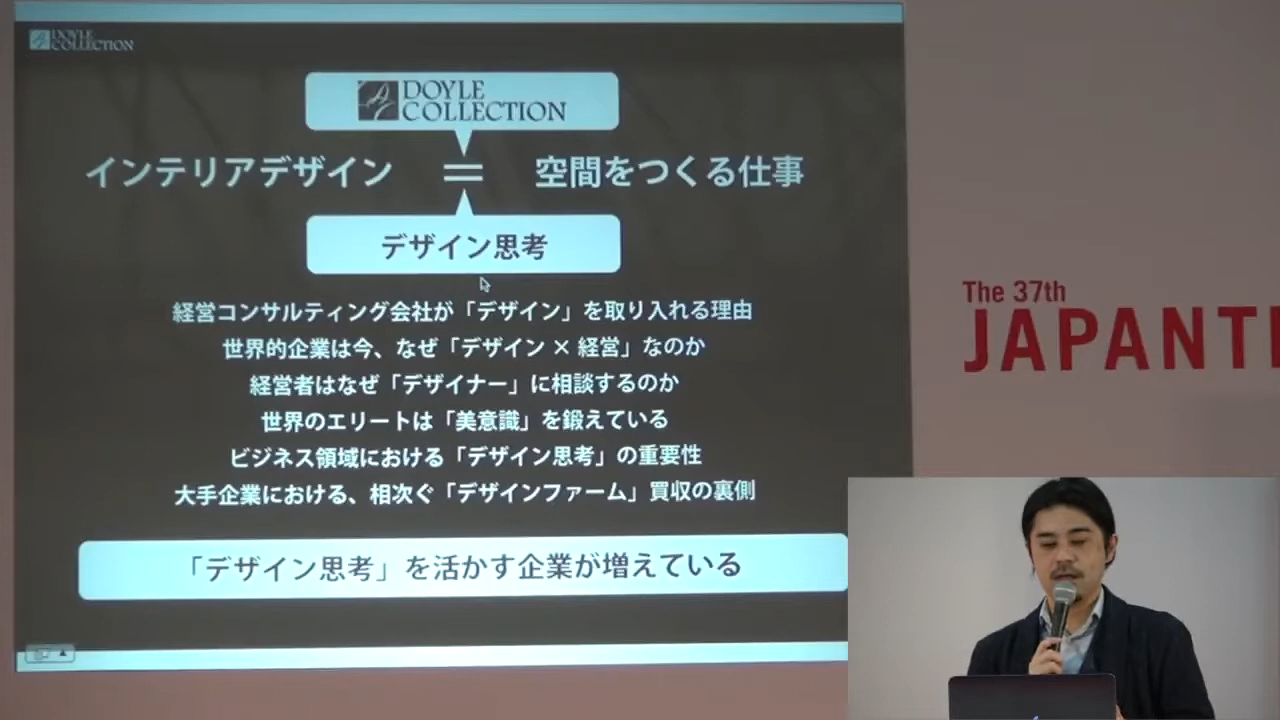 DOYLE
COLLECTION
DOYLE
COLLECTION
インテリアデザイン = 空間をつくる仕事
デザイン思考
経営コンサルティング会社が「デザイン」を取り入れる理由
世界的企業は今、なぜ「デザイン × 経営」なのか
経営者はなぜ「デザイナー」に相談するのか
世界のエリートは「美意識」を鍛えている
ビジネス領域における「デザイン思考」の重要性
大手企業における、相次ぐ「デザインファーム」買収の裏側
「デザイン思考」を活かす企業が増えている
The 37th
JAPANT